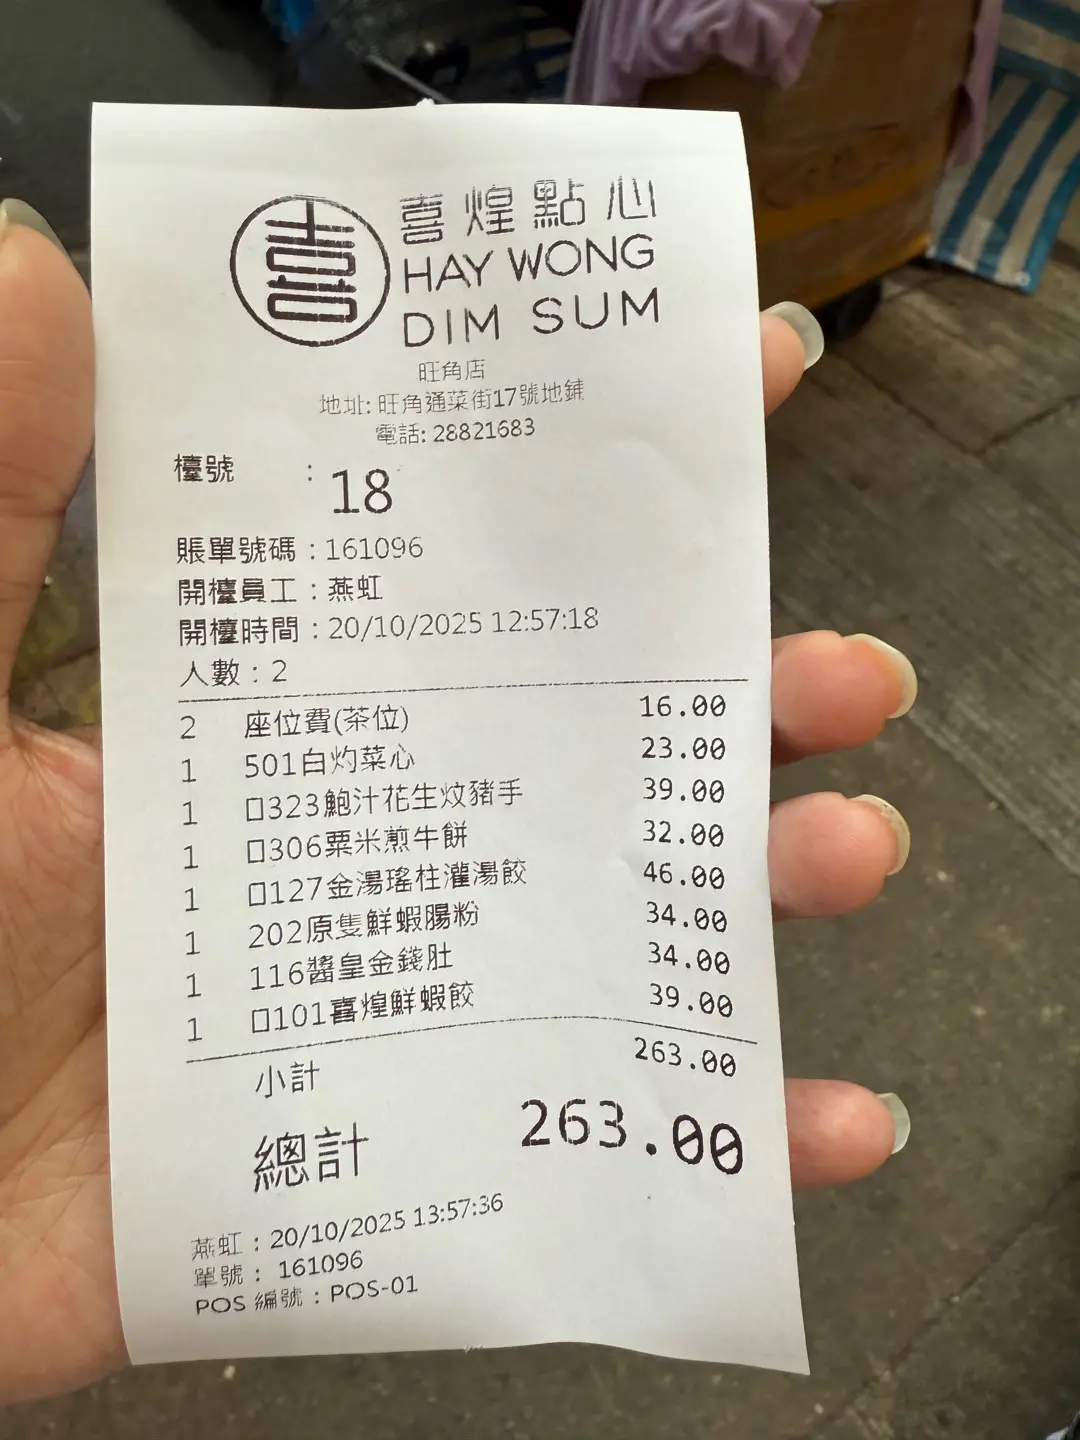 喜
喜煌點心
HAY WONG
DIM SUM
旺角店
地址: 旺角通菜街17號地鋪
電話: 28821683
檯號 : 18
賬單號碼 : 161096
開檯員工 : 燕虹
開檯時間 : 20/10/2025 12:57:18
人數 : 2
2 座位費(茶位) 16.00
1 501白灼菜心 23.00
1 口323鮑汁花生炆豬手 39.00
1 口306粟米煎牛餅 32.00
1 口127金湯瑤柱灌湯餃 46.00
1 202原隻鮮蝦腸粉 34.00
1 116醬皇金錢肚 34.00
1 口101喜煌鮮蝦餃 39.00
小計 263.00
總計 263.00
燕虹 : 20/10/2025 13:57:36
單號 : 161096
POS 編號 : POS-01